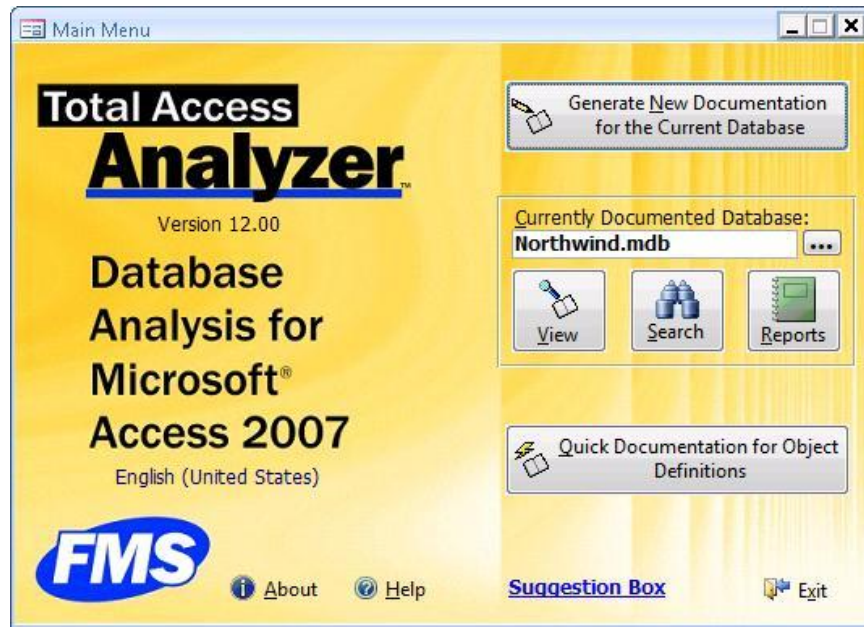 Main Menu
Total Access
Analyzer™
Version 12.00
Database
Analysis for
Microsoft®
Access 2007
English (United States)
FMS
About
Help
Generate New Documentation
for the Current Database
Currently Documented Database:
Northwind.mdb
...
View
Search
Reports
Quick Documentation for Object
Definitions
Suggestion Box
Exit